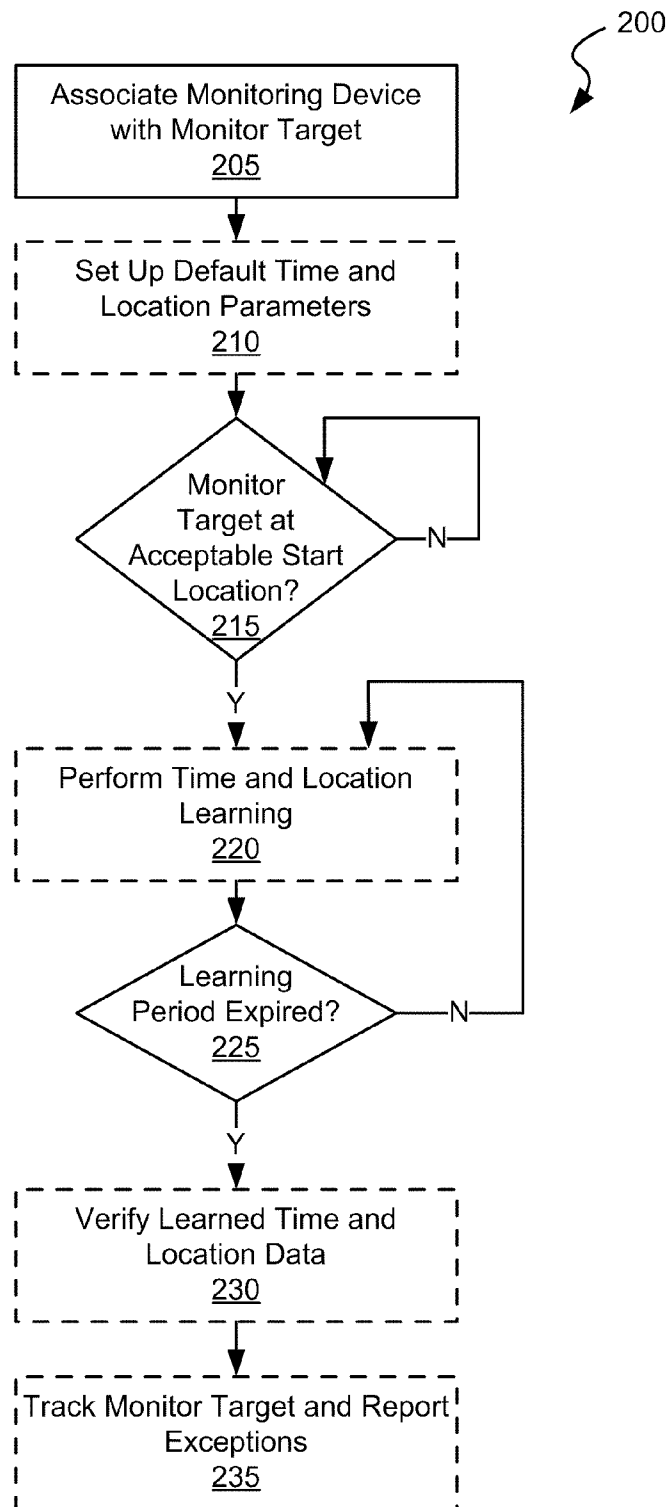 200
Associate Monitoring Device
with Monitor Target
205
Set Up Default Time and
Location Parameters
210
Monitor
Target at
Acceptable Start
Location?
215
N
Y
Perform Time and Location
Learning
220
Learning
Period Expired?
225
N
Y
Verify Learned Time and
Location Data
230
Track Monitor Target and Report
Exceptions
235